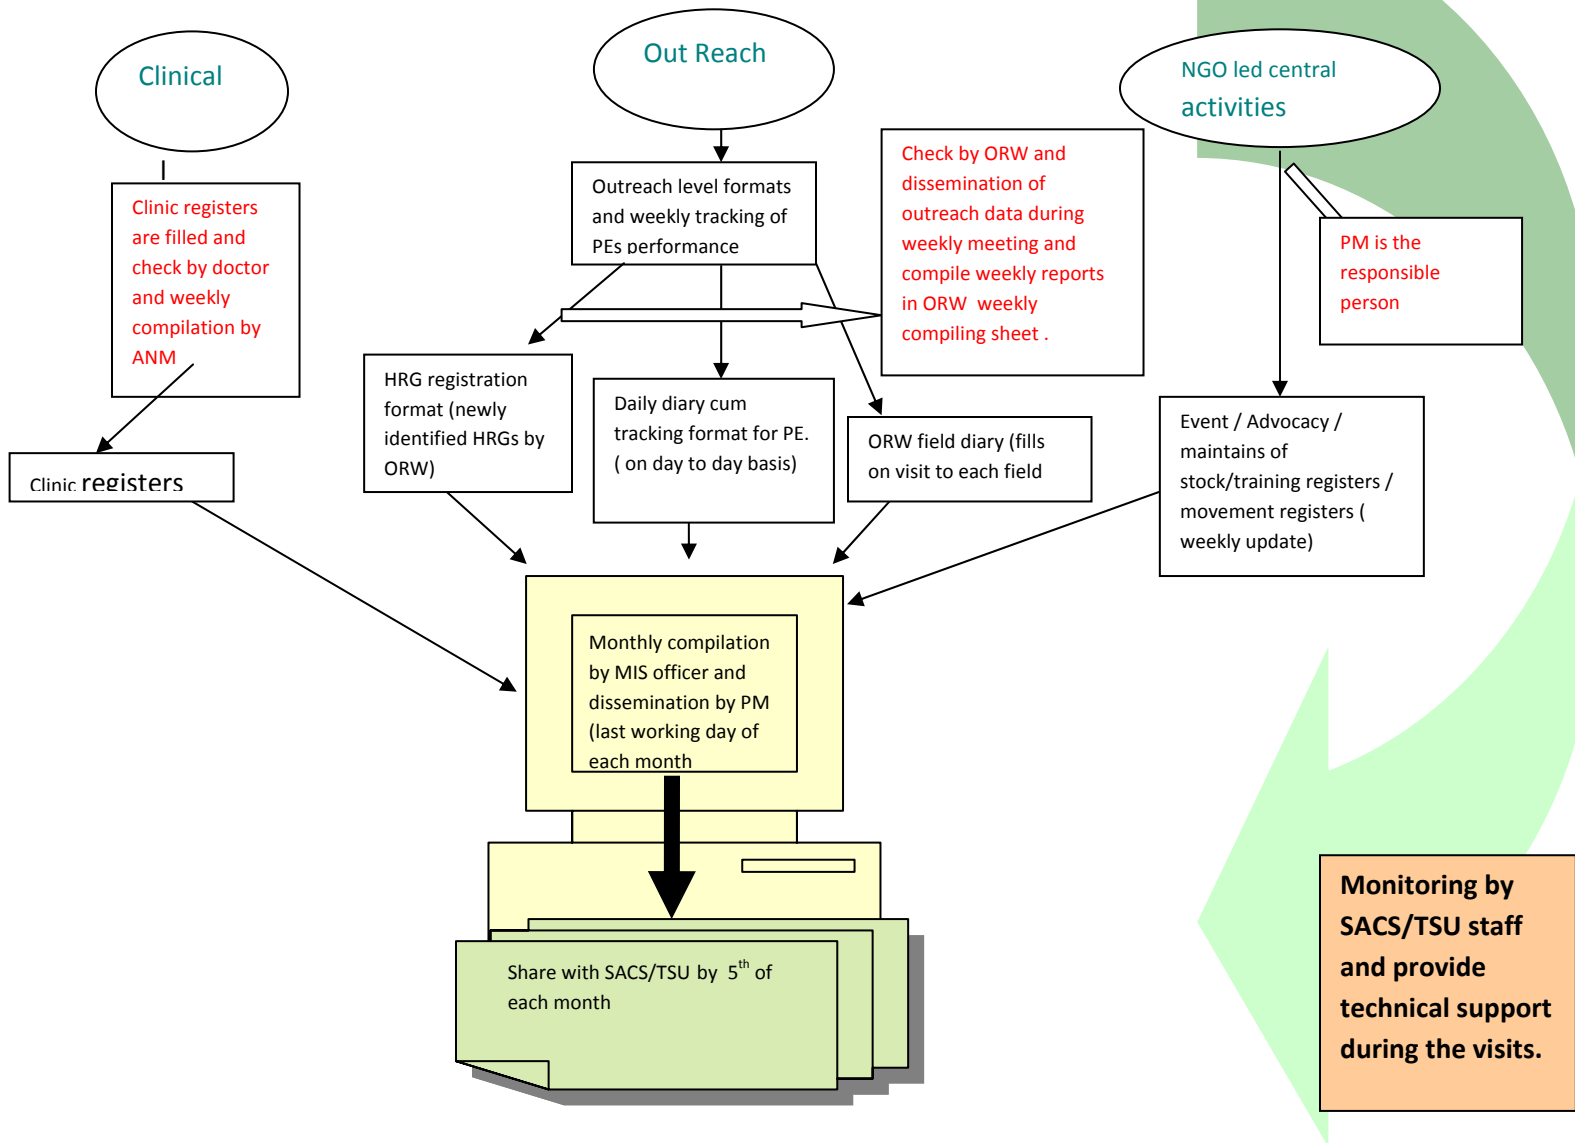 Clinical
Out Reach
NGO led central
activities
Clinic registers
are filled and
check by doctor
and weekly
compilation by
ANM
Outreach level formats
and weekly tracking of
PEs performance
Check by ORW and
dissemination of
outreach data during
weekly meeting and
compile weekly reports
in ORW weekly
compiling sheet .
PM is the
responsible
person
HRG registration
format (newly
identified HRGs by
ORW)
Daily diary cum
tracking format for PE.
( on day to day basis)
ORW field diary (fills
on visit to each field
Event / Advocacy /
maintains of
stock/training registers /
movement registers (
weekly update)
Clinic registers
Monthly compilation
by MIS officer and
dissemination by PM
(last working day of
each month
Share with SACS/TSU by 5th of
each month
Monitoring by
SACS/TSU staff
and provide
technical support
during the visits.